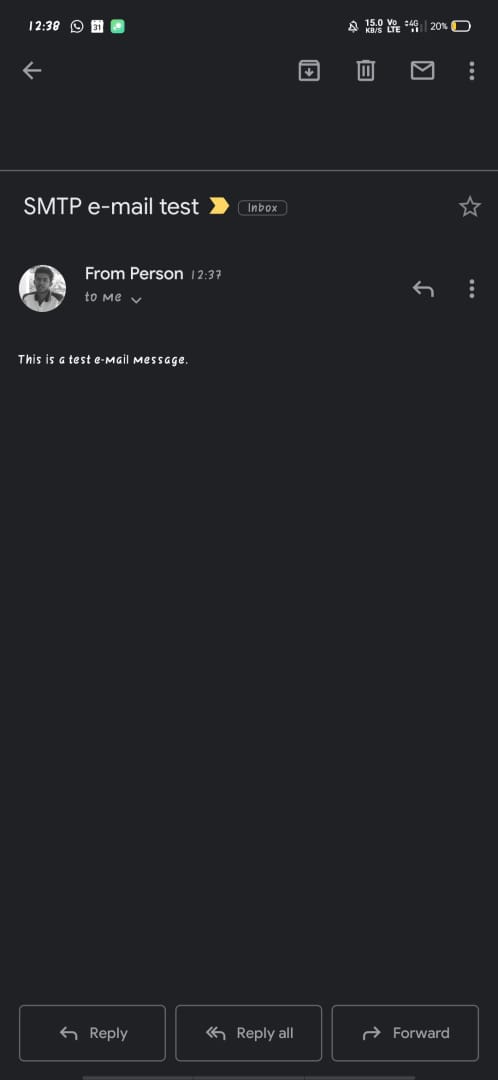 12:38 31 15.0 KB/S Vo LTE 4G 20%
SMTP e-mail test Inbox
From Person 12:37
to me
This is a test e-mail message.
Reply Reply all Forward